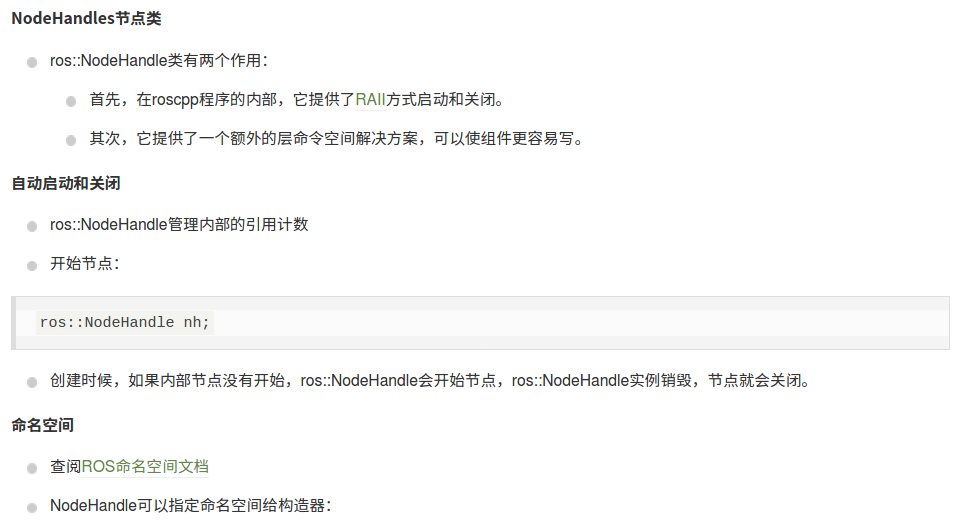 NodeHandles节点类
ros::NodeHandle类有两个作用：
首先，在roscpp程序的内部，它提供了RAII方式启动和关闭。
其次，它提供了一个额外的层命令空间解决方案，可以使组件更容易写。
自动启动和关闭
ros::NodeHandle管理内部的引用计数
开始节点：
ros::NodeHandle nh;
创建时候，如果内部节点没有开始，ros::NodeHandle会开始节点，ros::NodeHandle实例销毁，节点就会关闭。
命名空间
查阅ROS命名空间文档
NodeHandle可以指定命名空间给构造器：